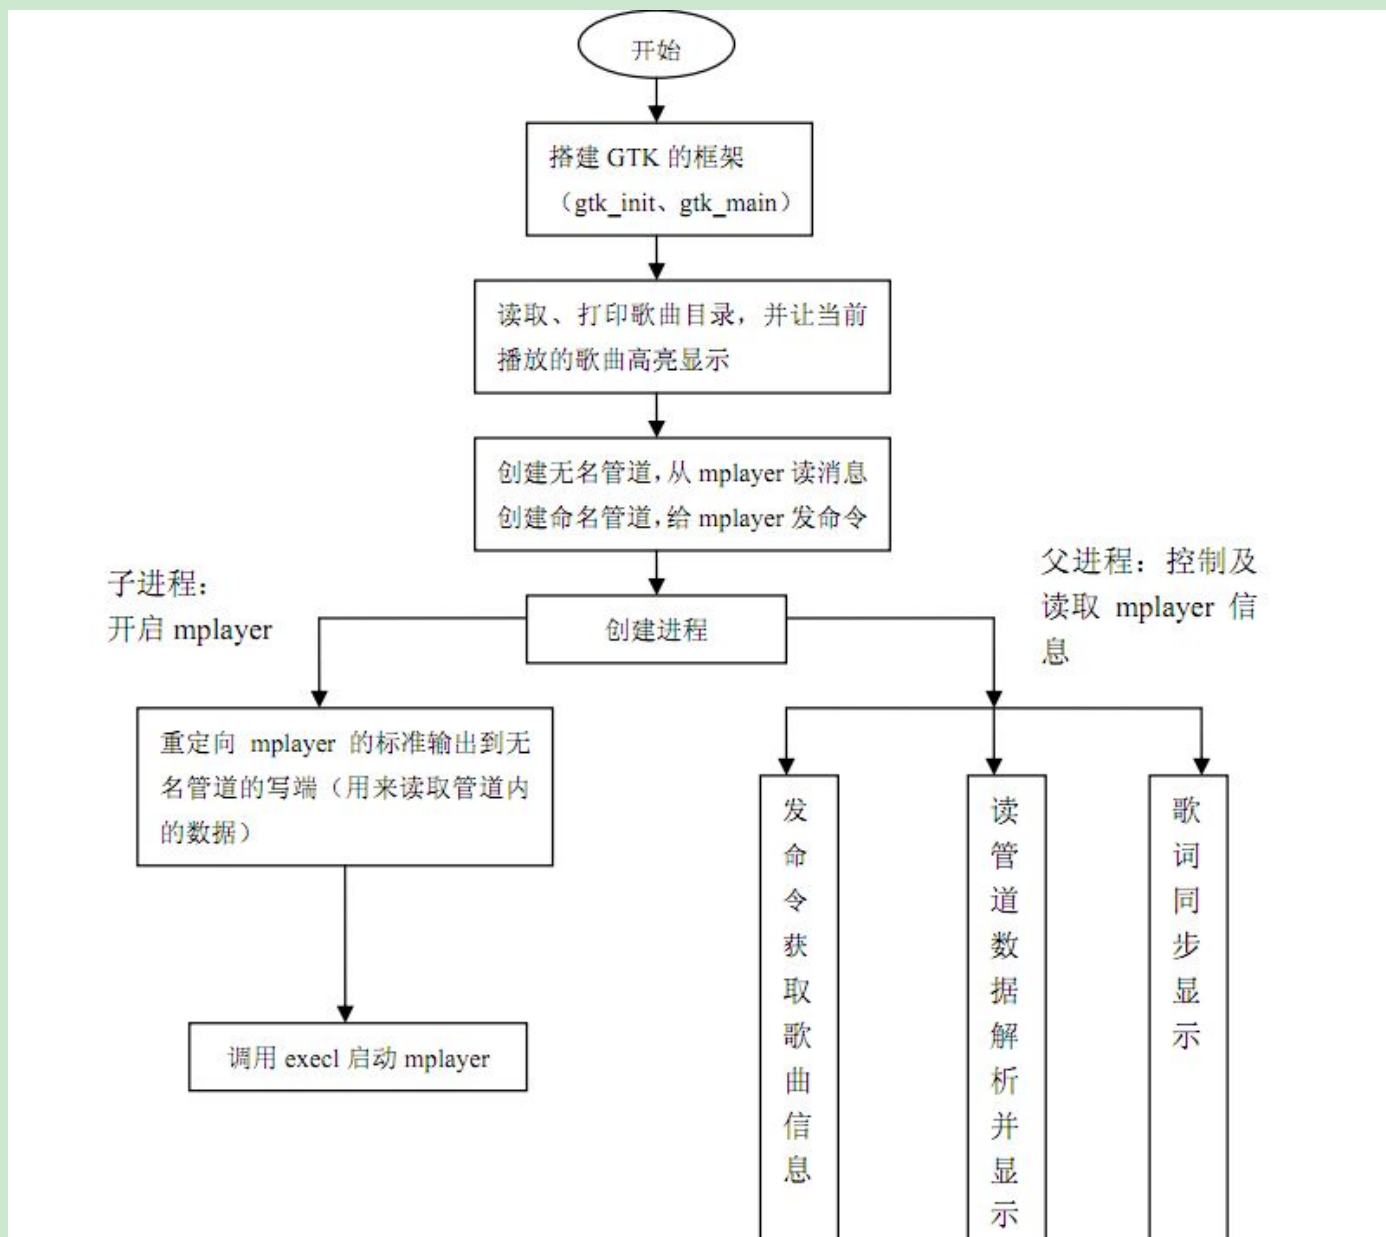 开始
搭建 GTK 的框架
（gtk_init、gtk_main）
读取、打印歌曲目录，并让当前
播放的歌曲高亮显示
创建无名管道，从 mplayer 读消息
创建命名管道，给 mplayer 发命令
子进程：
开启 mplayer
创建进程
父进程：控制及
读取 mplayer 信
息
重定向 mplayer 的标准输出到无
名管道的写端（用来读取管道内
的数据）
调用 execl 启动 mplayer
发命令获取歌曲信息
读管道数据解析并显示
歌词同步显示